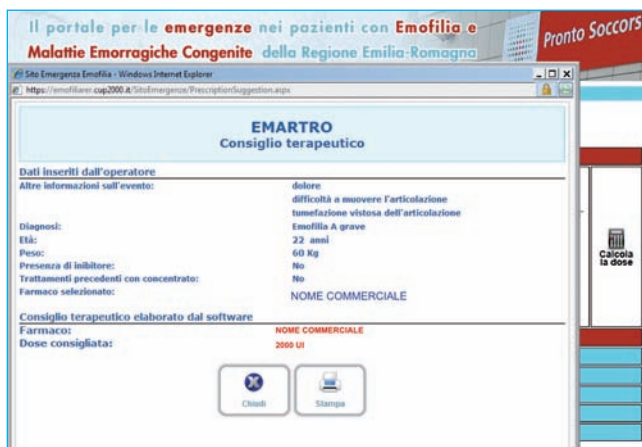 Il portale per le emergenze nei pazienti con Emofilia e
Malattie Emorragiche Congenite della Regione Emilia-Romagna
Pronto Soccors
Sito Emergenza Emofilia - Windows Internet Explorer
https://emofiliarer.cup2000.it/SitoEmergenze/PrescriptionSuggestion.aspx
EMARTRO
Consiglio terapeutico
Dati inseriti dall'operatore
Altre informazioni sull'evento: dolore
difficoltà a muovere l'articolazione
tumefazione vistosa dell'articolazione
Diagnosi: Emofilia A grave
Età: 22 anni
Peso: 60 Kg
Presenza di inibitore: No
Trattamenti precedenti con concentrato: No
Farmaco selezionato: NOME COMMERCIALE
Consiglio terapeutico elaborato dal software
Farmaco: NOME COMMERCIALE
Dose consigliata: 2000 UI
Chiudi Stampa
Calcola
la dose